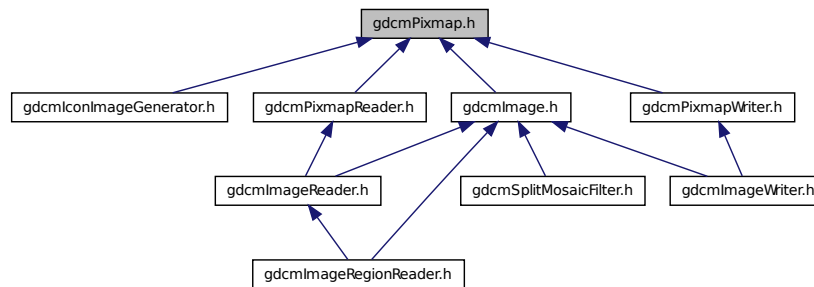 gdcmPixmap.h
gdcmIconImageGenerator.h
gdcmPixmapReader.h
gdcmImage.h
gdcmPixmapWriter.h
gdcmImageReader.h
gdcmSplitMosaicFilter.h
gdcmImageWriter.h
gdcmImageRegionReader.h